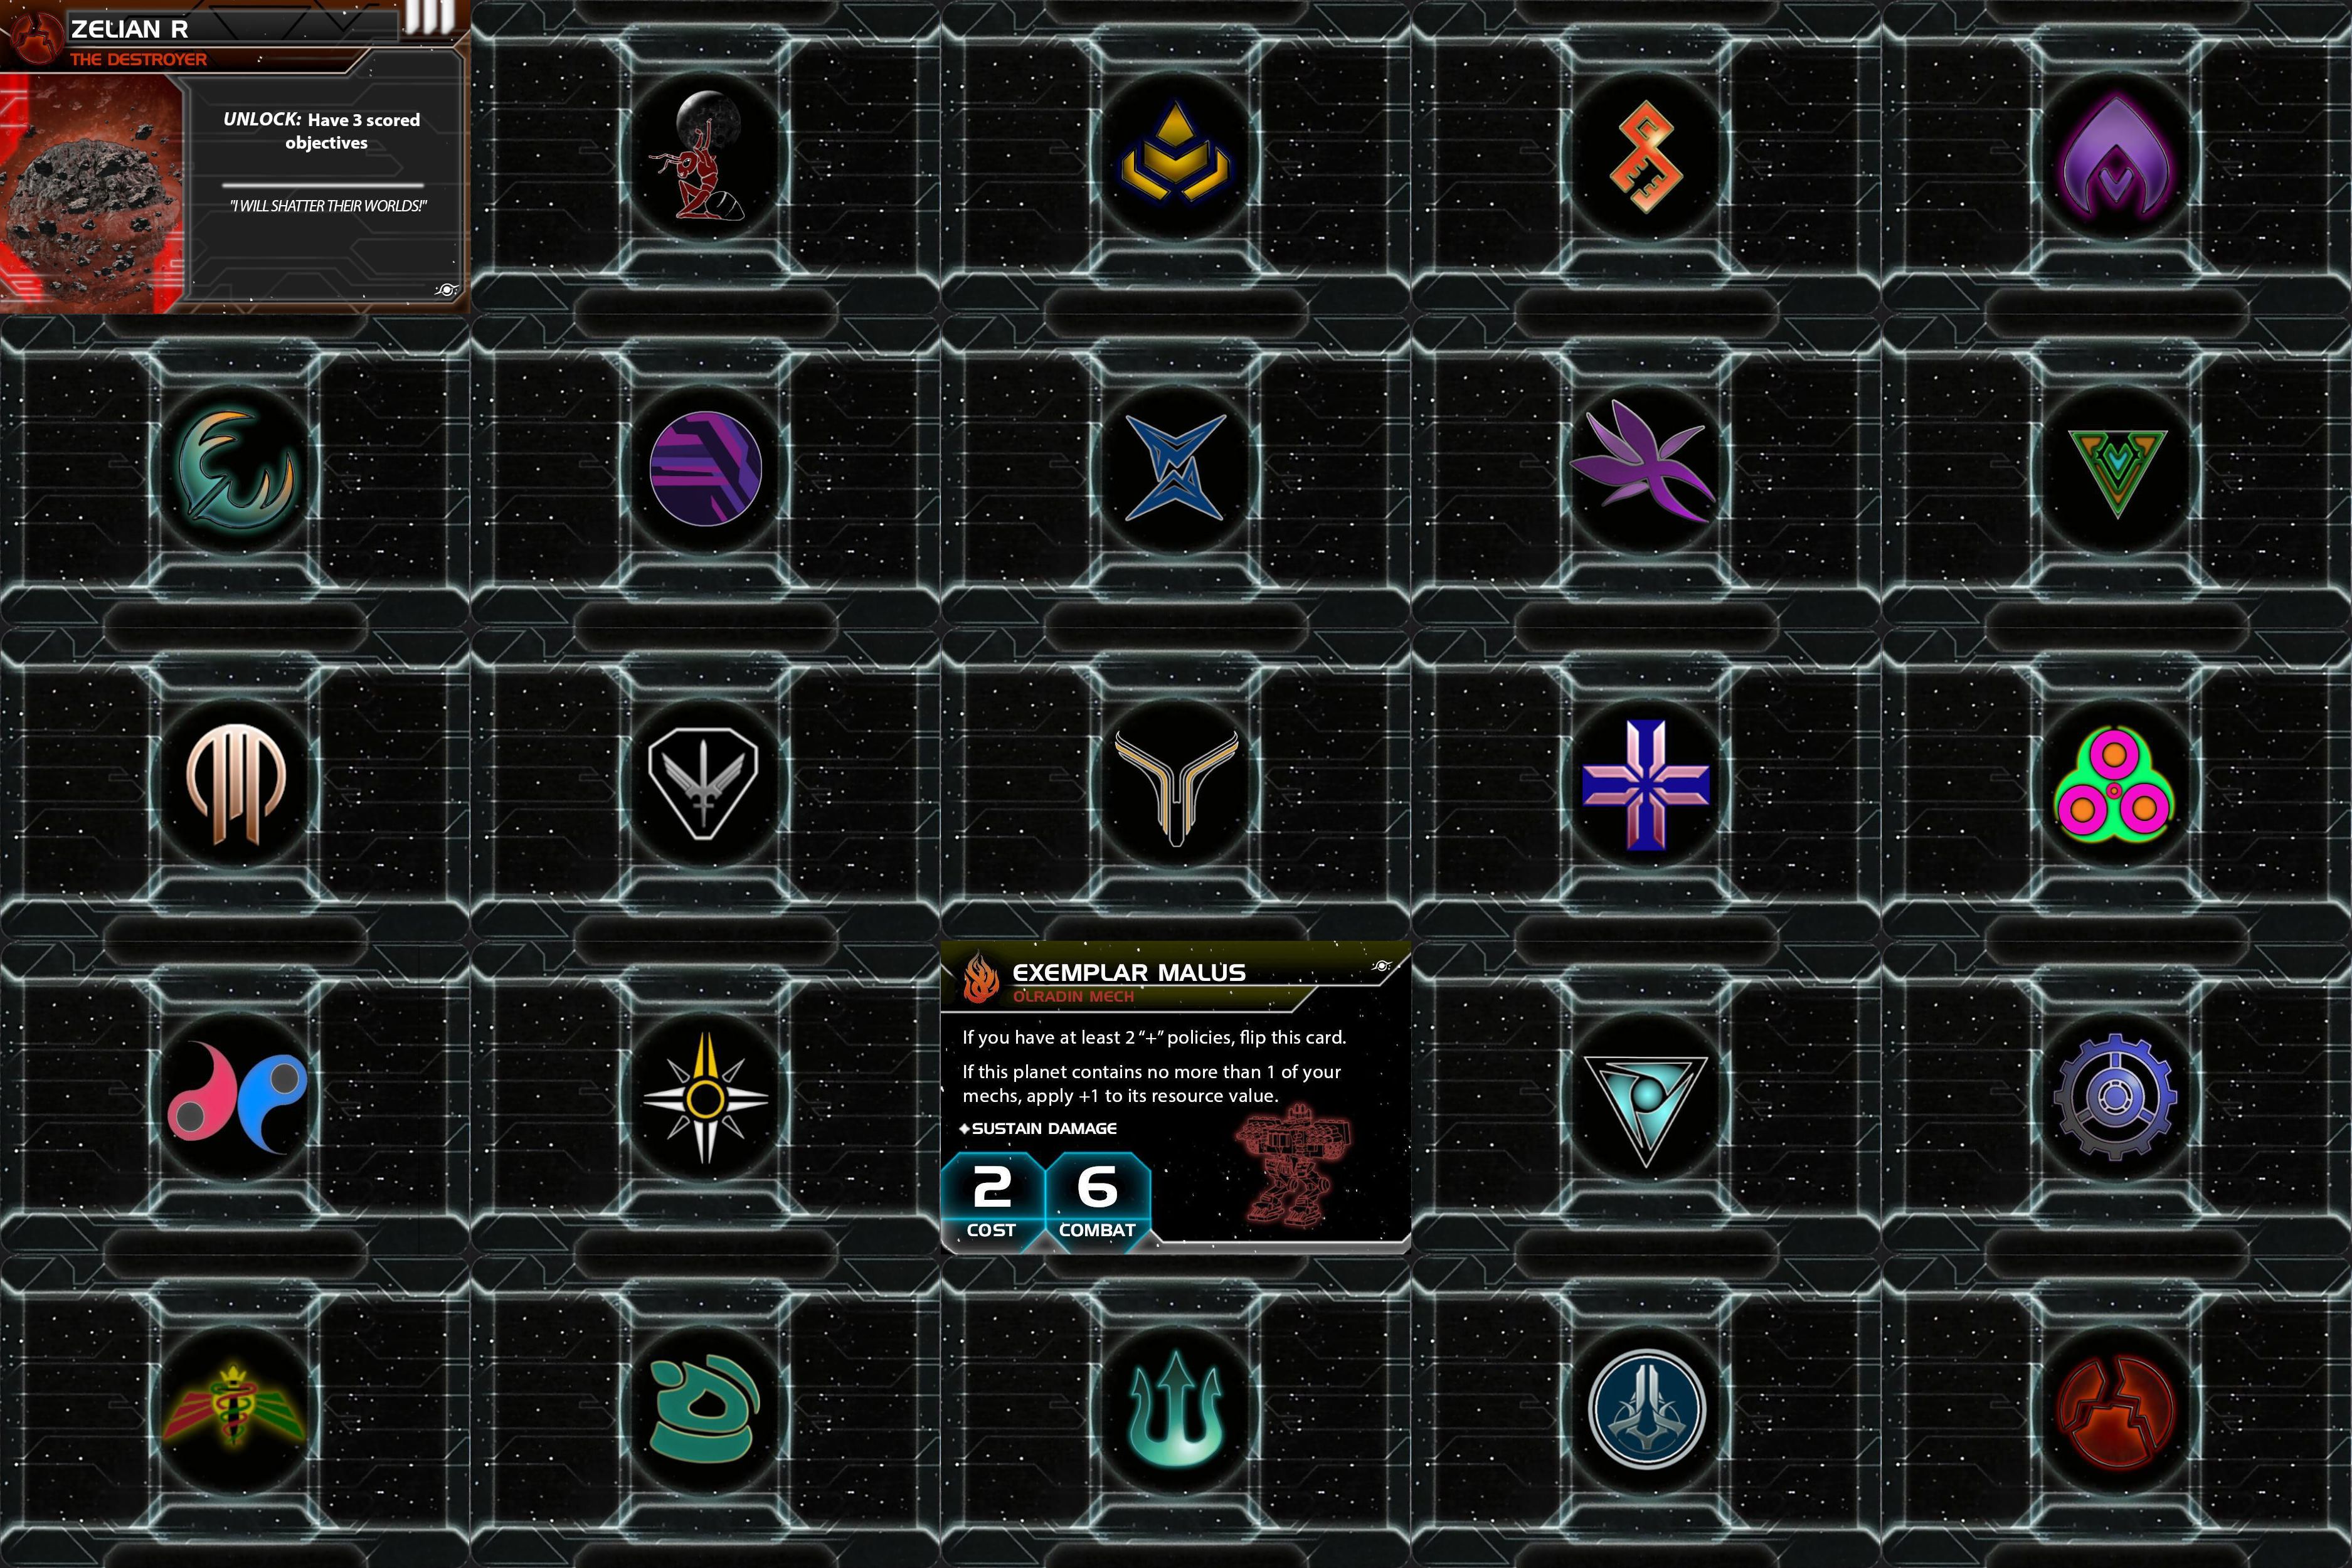 ZELIAN R
THE DESTROYER
UNLOCK: Have 3 scored
objectives
"I WILL SHATTER THEIR WORLDS!"
EXEMPLAR MALUS
OLRADIN MECH
If you have at least 2 “+” policies, flip this card.
If this planet contains no more than 1 of your
mechs, apply +1 to its resource value.
SUSTAIN DAMAGE
2 6
COST COMBAT